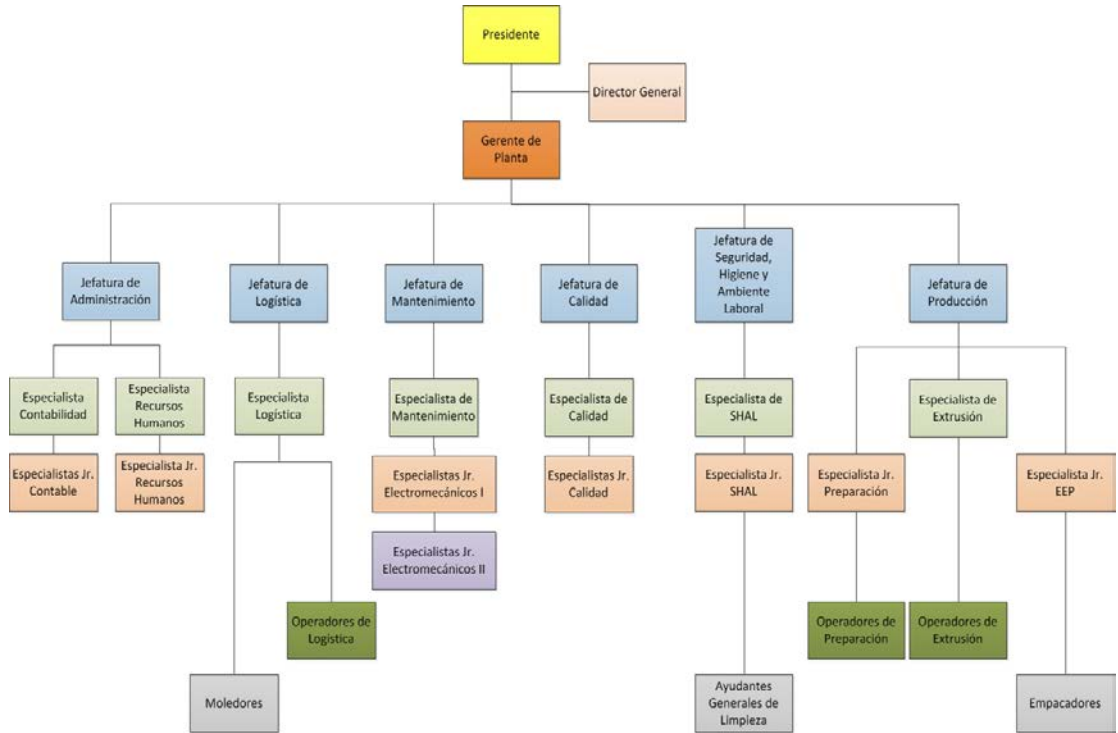 Presidente
Director General
Gerente de
Planta
Jefatura de
Administración
Jefatura de
Logística
Jefatura de
Mantenimiento
Jefatura de
Calidad
Jefatura de
Seguridad,
Higiene y
Ambiente
Laboral
Jefatura de
Producción
Especialista
Contabilidad
Especialista
Recursos
Humanos
Especialista
Logística
Especialista de
Mantenimiento
Especialista de
Calidad
Especialista de
SHAL
Especialista de
Extrusión
Especialistas Jr.
Contable
Especialista Jr.
Recursos
Humanos
Especialistas Jr.
Electromecánicos I
Especialistas Jr.
Calidad
Especialista Jr.
SHAL
Especialista Jr.
Preparación
Especialista Jr.
EEP
Especialistas Jr.
Electromecánicos II
Operadores de
Logística
Operadores de
Preparación
Operadores de
Extrusión
Moledores
Ayudantes
Generales de
Limpieza
Empacadores